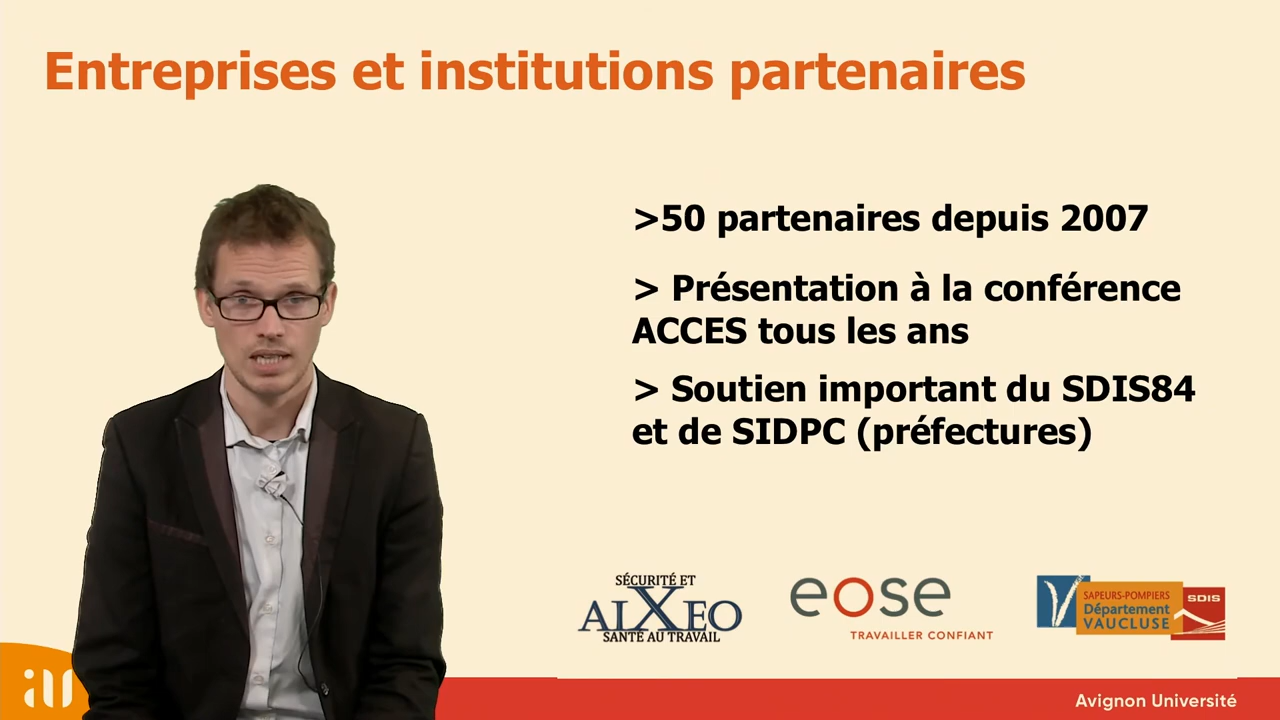 Entreprises et institutions partenaires
>50 partenaires depuis 2007
> Présentation à la conférence
ACCES tous les ans
> Soutien important du SDIS84
et de SIDPC (préfectures)
SÉCURITÉ ET
AIXEO
SANTÉ AU TRAVAIL
eose
TRAVAILLER CONFIANT
SAPEURS-POMPIERS
Département
VAUCLUSE
SDIS
au
Avignon Université